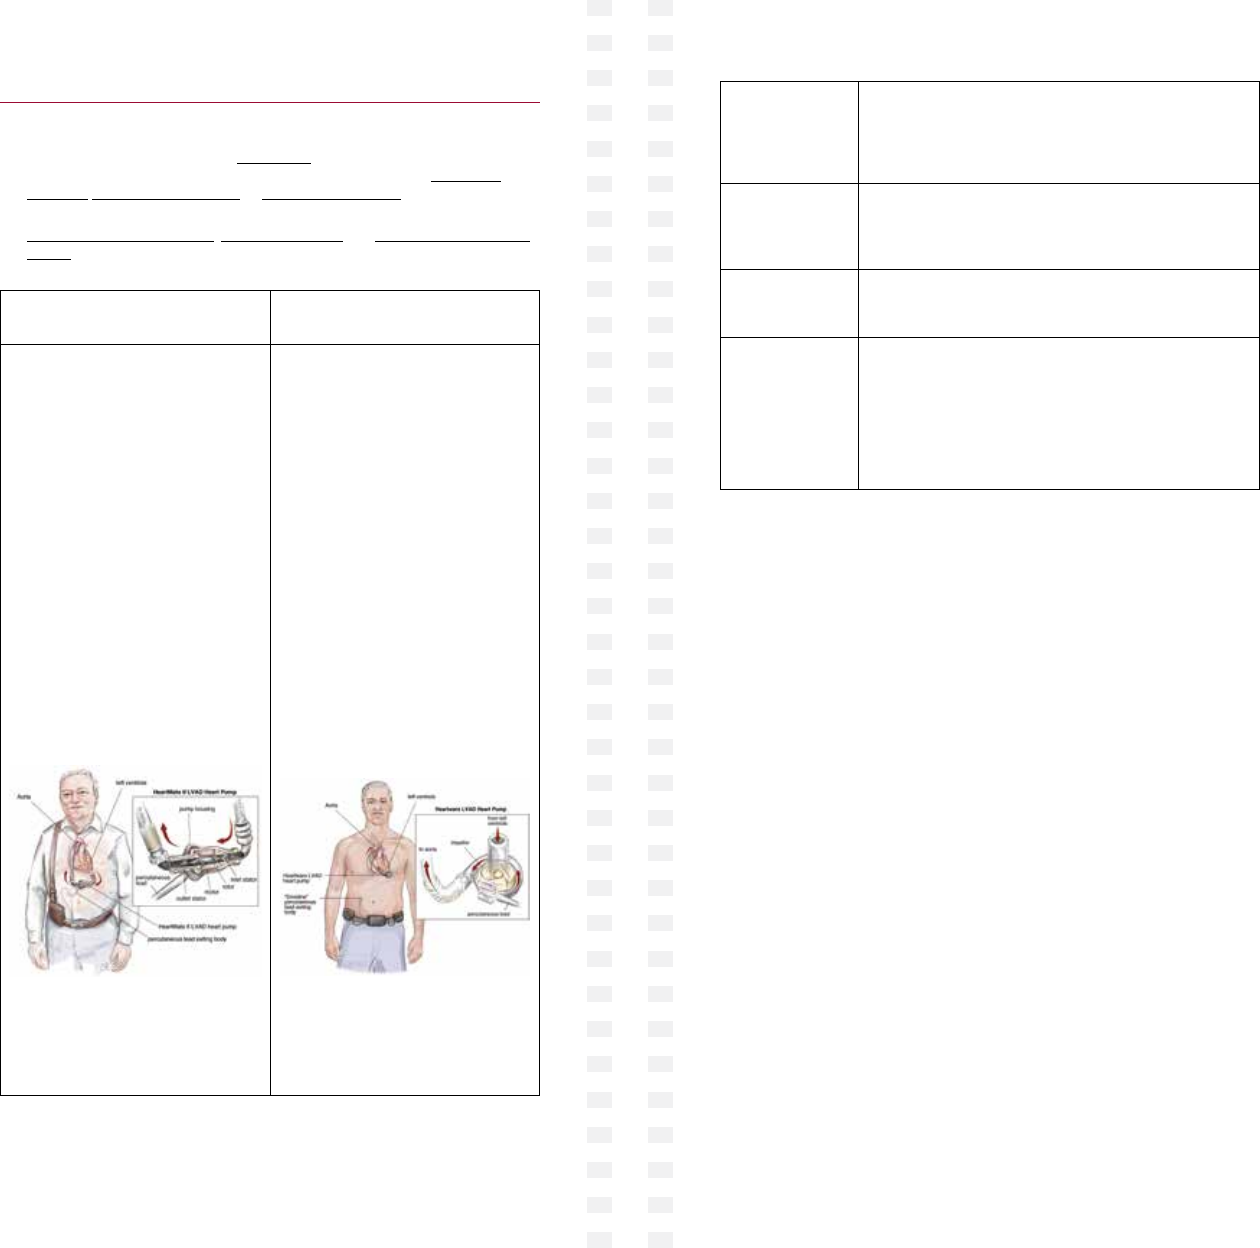 left ventricle
HeartMate II LVAD Heart Pump
Aorta
pump housing
percutaneous
lead
inlet stator
rotor
motor
outlet stator
HeartMate II LVAD heart pump
percutaneous lead exiting body
Aorta
left ventricle
Heartware LVAD Heart Pump
from left
ventricle
impeller
to aorta
Heartware LVAD
heart pump
"Driveline"
percutaneous
lead exiting
body
percutaneous lead